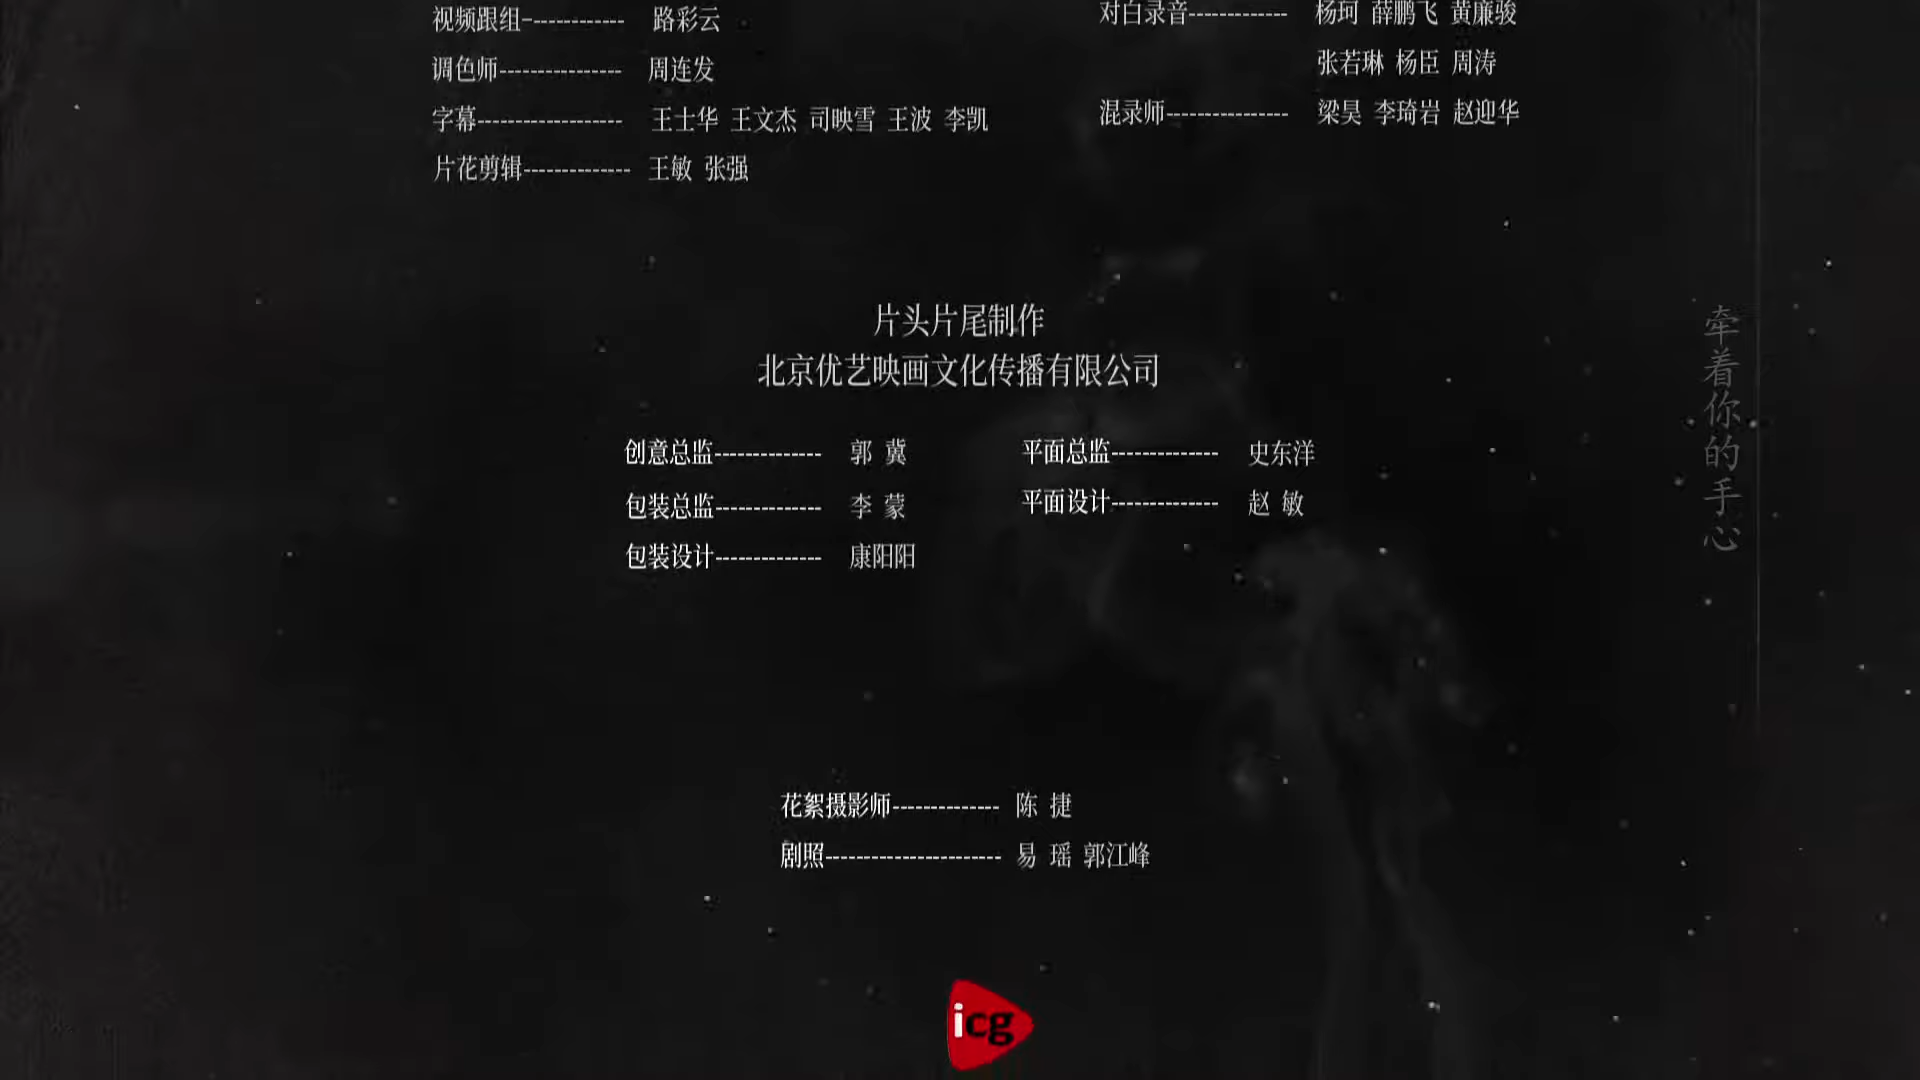 视频跟组------------- 路彩云
调色师---------------- 周连发
字幕------------------- 王士华 王文杰 司映雪 王波 李凯
片花剪辑-------------- 王敏 张强
对白录音------------- 杨珂 薛鹏飞 黄廉骏
张若琳 杨臣 周涛
混录师---------------- 梁昊 李琦岩 赵迎华
片头片尾制作
北京优艺映画文化传播有限公司
创意总监-------------- 郭 冀
包装总监-------------- 李 蒙
包装设计-------------- 康阳阳
平面总监-------------- 史东洋
平面设计-------------- 赵 敏
牵着你的手心
花絮摄影师-------------- 陈 捷
剧照----------------------- 易 瑶 郭江峰
icg